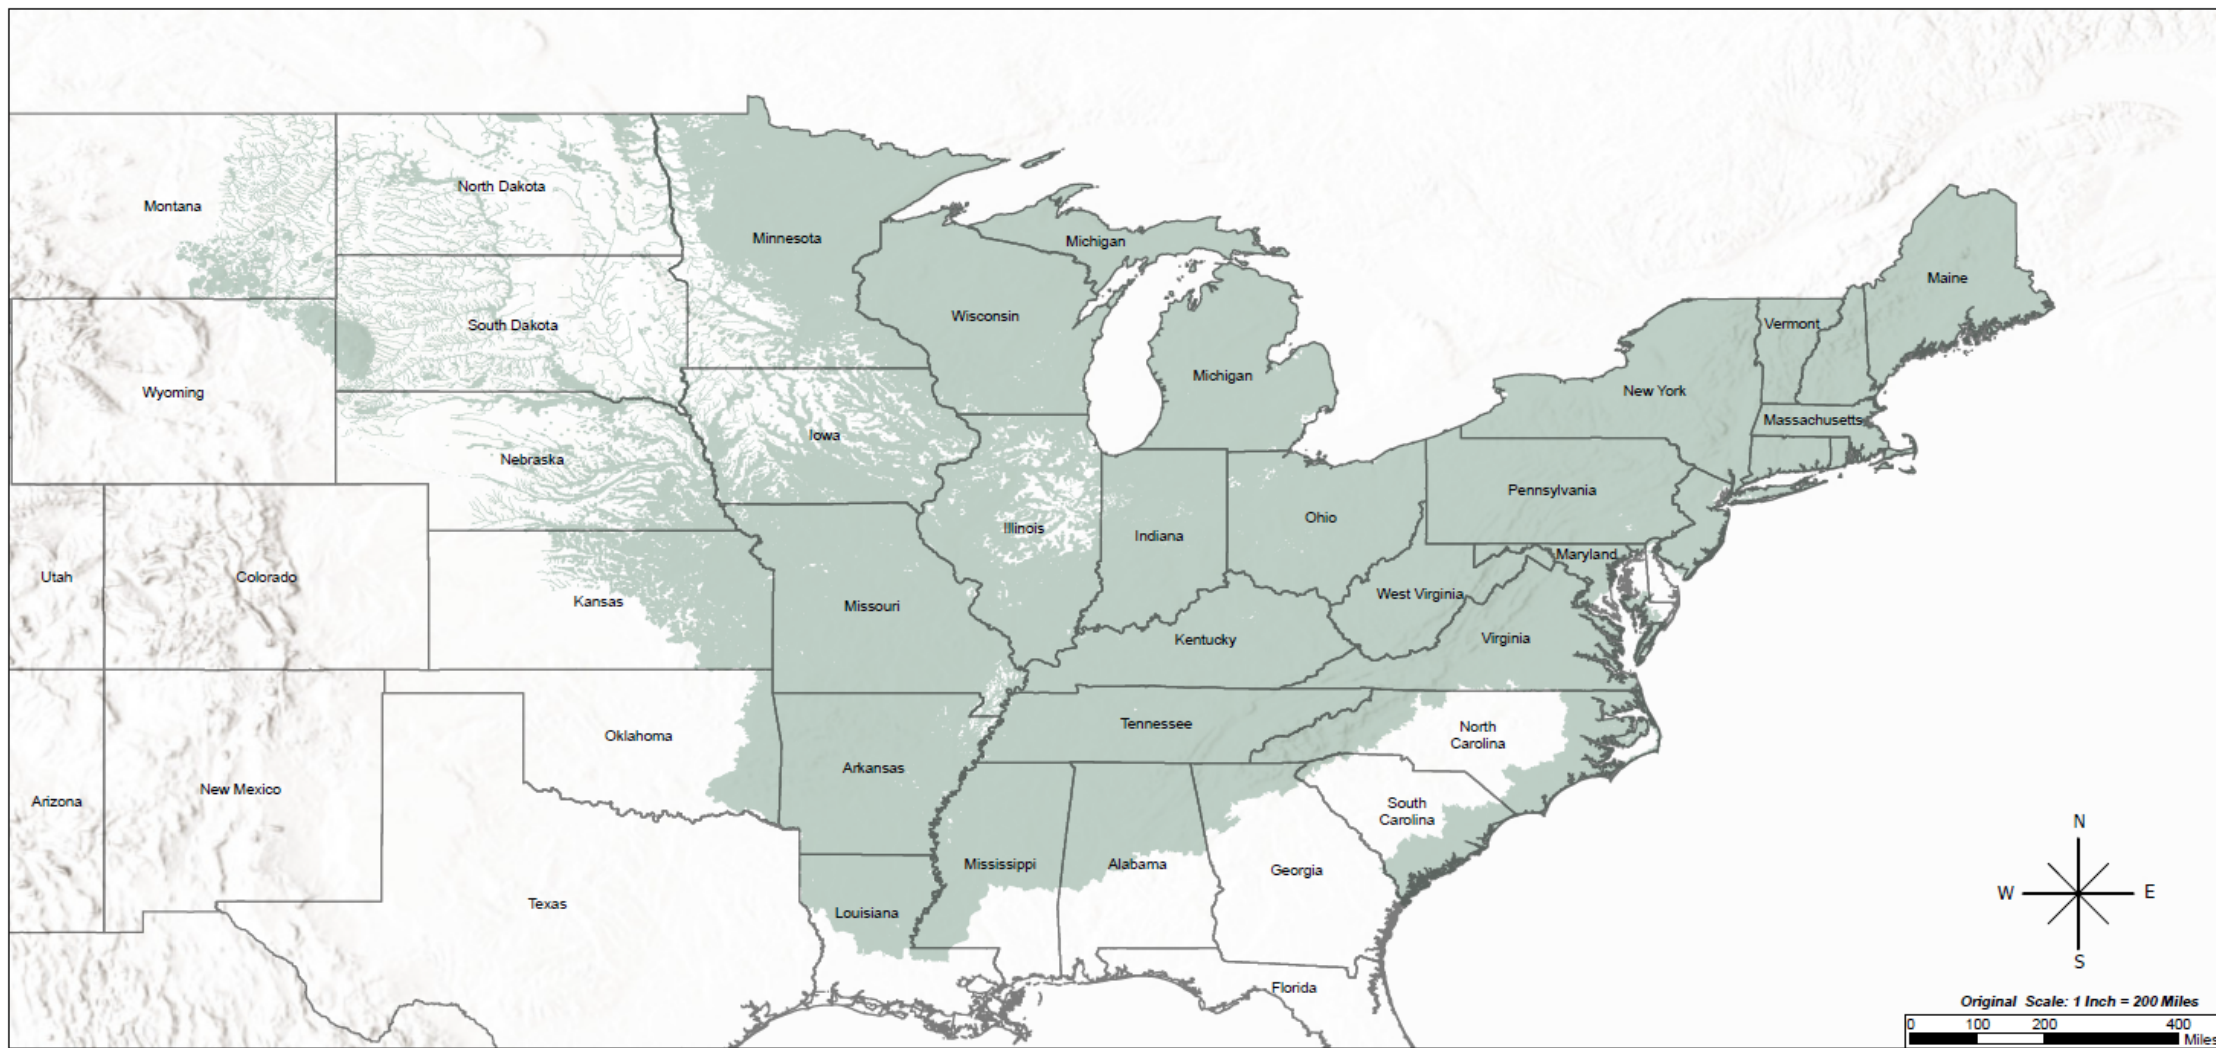 North Dakota
Montana
Minnesota
Michigan
Maine
Wisconsin
South Dakota
Vermont
Michigan
Wyoming
New York
Massachusetts
Iowa
Nebraska
Pennsylvania
Ohio
Illinois
Indiana
Maryland
Utah
Colorado
Kansas
Missouri
West Virginia
Kentucky
Virginia
Tennessee
North
Carolina
Oklahoma
Arkansas
New Mexico
Arizona
South
Carolina
Mississippi
Alabama
Georgia
Texas
Louisiana
Florida
N
W
E
S
Original Scale: 1 Inch = 200 Miles
0 100 200 400
Miles